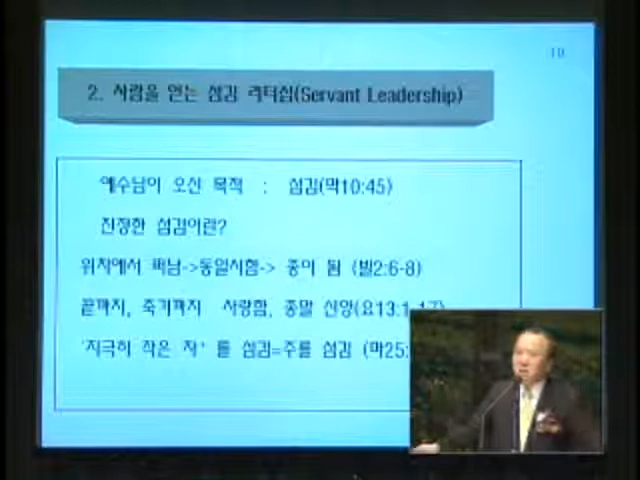 10
2. 사람을 얻는 섬김 리더십(Servant Leadership)
예수님이 오신 목적 : 섬김(막10:45)
진정한 섬김이란?
위치에서 떠남->동일시함-> 종이 됨 (빌2:6-8)
끝까지, 죽기까지 사랑함, 종말 신앙(요13:1-17)
'지극히 작은 자' 를 섬김=주를 섬김 (마25: